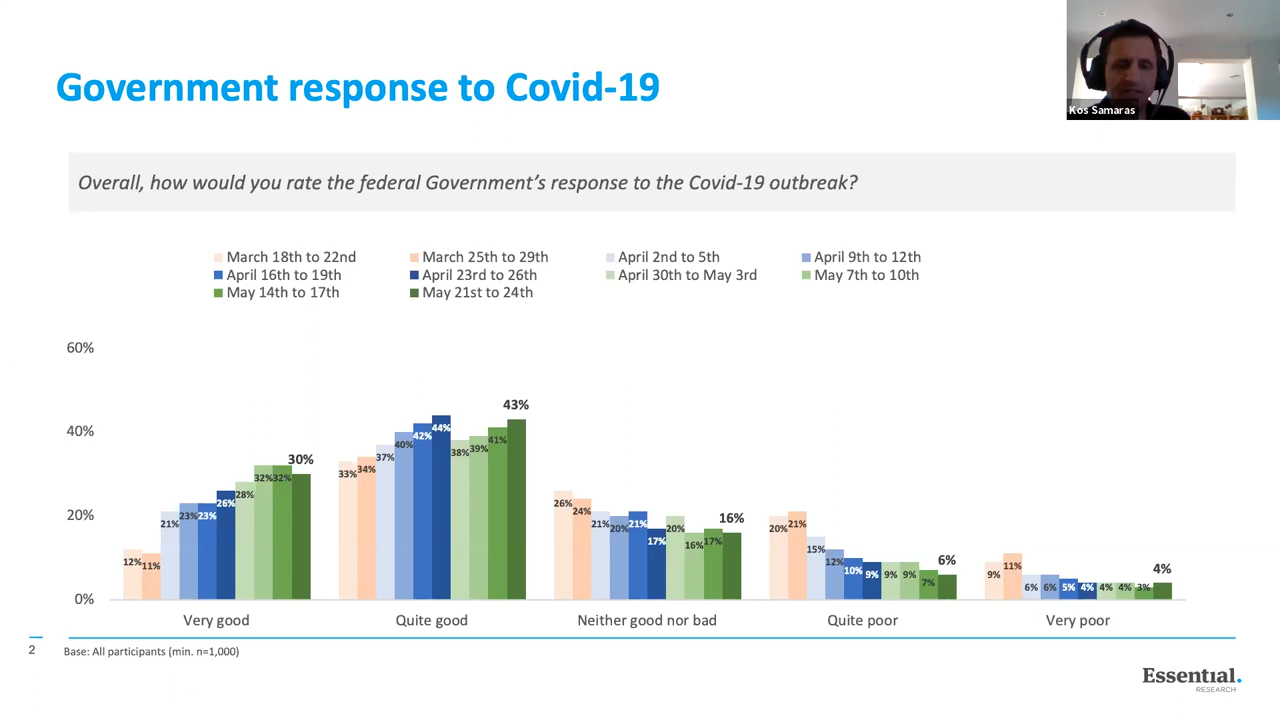 Government response to Covid-19
Kos Samaras
Overall, how would you rate the federal Government's response to the Covid-19 outbreak?
March 18th to 22nd March 25th to 29th April 2nd to 5th April 9th to 12th
April 16th to 19th April 23rd to 26th April 30th to May 3rd May 7th to 10th
May 14th to 17th May 21st to 24th
60%
40%
20%
0%
12% 11% 21% 23% 23% 26% 28% 32% 32% 30%
33% 34% 37% 40% 42% 44% 38% 39% 41% 43%
26% 24% 21% 20% 21% 17% 20% 16% 17% 16%
20% 21% 15% 12% 10% 9% 9% 9% 7% 6%
9% 11% 6% 6% 5% 4% 4% 4% 3% 4%
Very good Quite good Neither good nor bad Quite poor Very poor
2 Base: All participants (min. n=1,000)
Essential.
RESEARCH